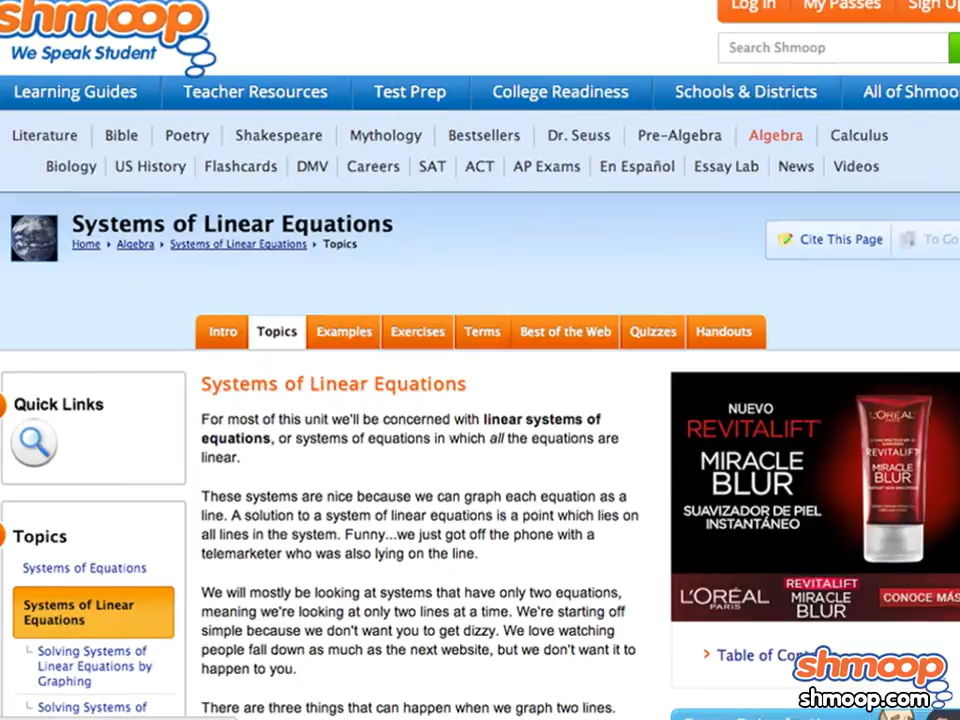 shmoop
We Speak Student
Log In My Passes Sign
Search Shmoop
Learning Guides Teacher Resources Test Prep College Readiness Schools & Districts All of Shmoo
Literature Bible Poetry Shakespeare Mythology Bestsellers Dr. Seuss Pre-Algebra Algebra Calculus
Biology US History Flashcards DMV Careers SAT ACT AP Exams En Español Essay Lab News Videos
Systems of Linear Equations
Home Algebra Systems of Linear Equations Topics
Cite This Page To Go
Intro Topics Examples Exercises Terms Best of the Web Quizzes Handouts
Quick Links
Topics
Systems of Equations
Systems of Linear
Equations
Solving Systems of
Linear Equations by
Graphing
Solving Systems of
Systems of Linear Equations
For most of this unit we'll be concerned with linear systems of
equations, or systems of equations in which all the equations are
linear.
These systems are nice because we can graph each equation as a
line. A solution to a system of linear equations is a point which lies on
all lines in the system. Funny...we just got off the phone with a
telemarketer who was also lying on the line.
We will mostly be looking at systems that have only two equations,
meaning we're looking at only two lines at a time. We're starting off
simple because we don't want you to get dizzy. We love watching
people fall down as much as the next website, but we don't want it to
happen to you.
There are three things that can happen when we graph two lines.
NUEVO
REVITALIFT
MIRACLE
BLUR
SUAVIZADOR DE PIEL
INSTANTÁNEO
L'ORÉAL
REVITALIFT
MIRACLE
BLUR
L'ORÉAL
PARIS
REVITALIFT
MIRACLE
BLUR
CONOCE MÁS
Table of Cont
shmoop
shmoop.com